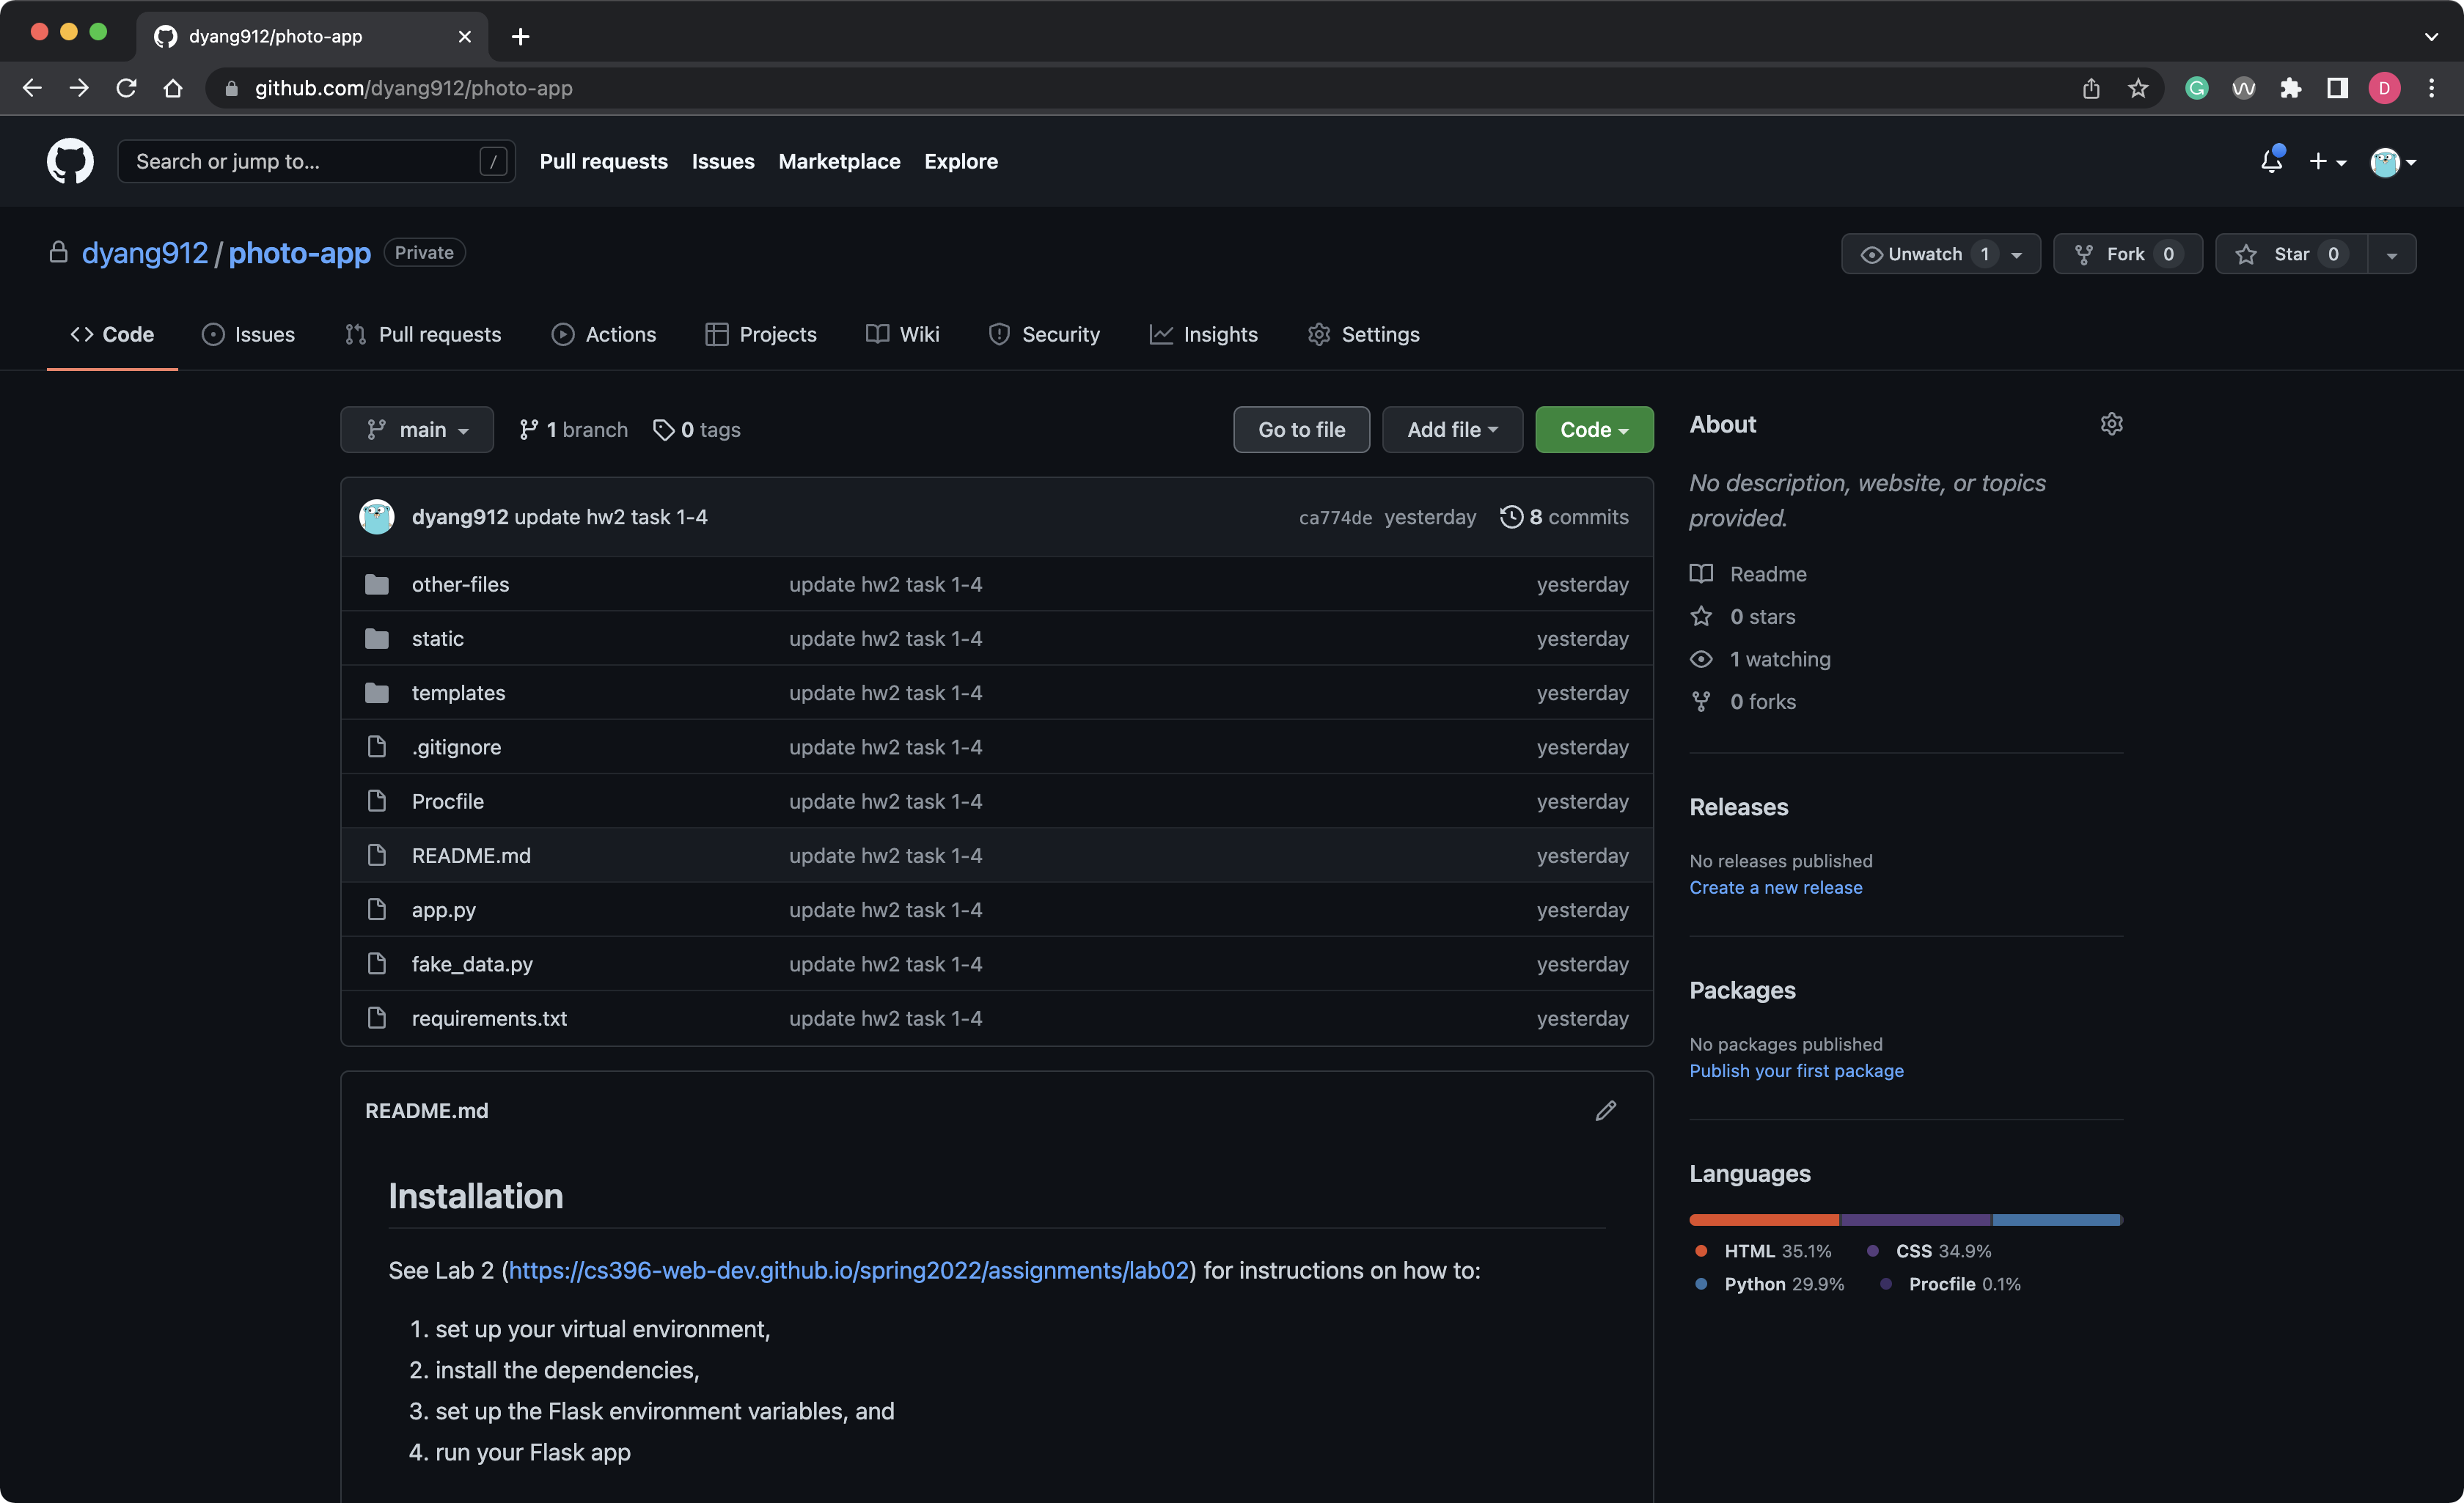 dyang912/photo-app
github.com/dyang912/photo-app
D
Search or jump to... /
Pull requests Issues Marketplace Explore
dyang912 / photo-app Private
Unwatch 1 Fork 0 Star 0
Code Issues Pull requests Actions Projects Wiki Security Insights Settings
main 1 branch 0 tags
Go to file Add file Code
dyang912 update hw2 task 1-4 ca774de yesterday 8 commits
other-files update hw2 task 1-4 yesterday
static update hw2 task 1-4 yesterday
templates update hw2 task 1-4 yesterday
.gitignore update hw2 task 1-4 yesterday
Procfile update hw2 task 1-4 yesterday
README.md update hw2 task 1-4 yesterday
app.py update hw2 task 1-4 yesterday
fake_data.py update hw2 task 1-4 yesterday
requirements.txt update hw2 task 1-4 yesterday
README.md
Installation
See Lab 2 (https://cs396-web-dev.github.io/spring2022/assignments/lab02) for instructions on how to:
1. set up your virtual environment,
2. install the dependencies,
3. set up the Flask environment variables, and
4. run your Flask app
About
No description, website, or topics
provided.
Readme
0 stars
1 watching
0 forks
Releases
No releases published
Create a new release
Packages
No packages published
Publish your first package
Languages
HTML 35.1% CSS 34.9%
Python 29.9% Procfile 0.1%